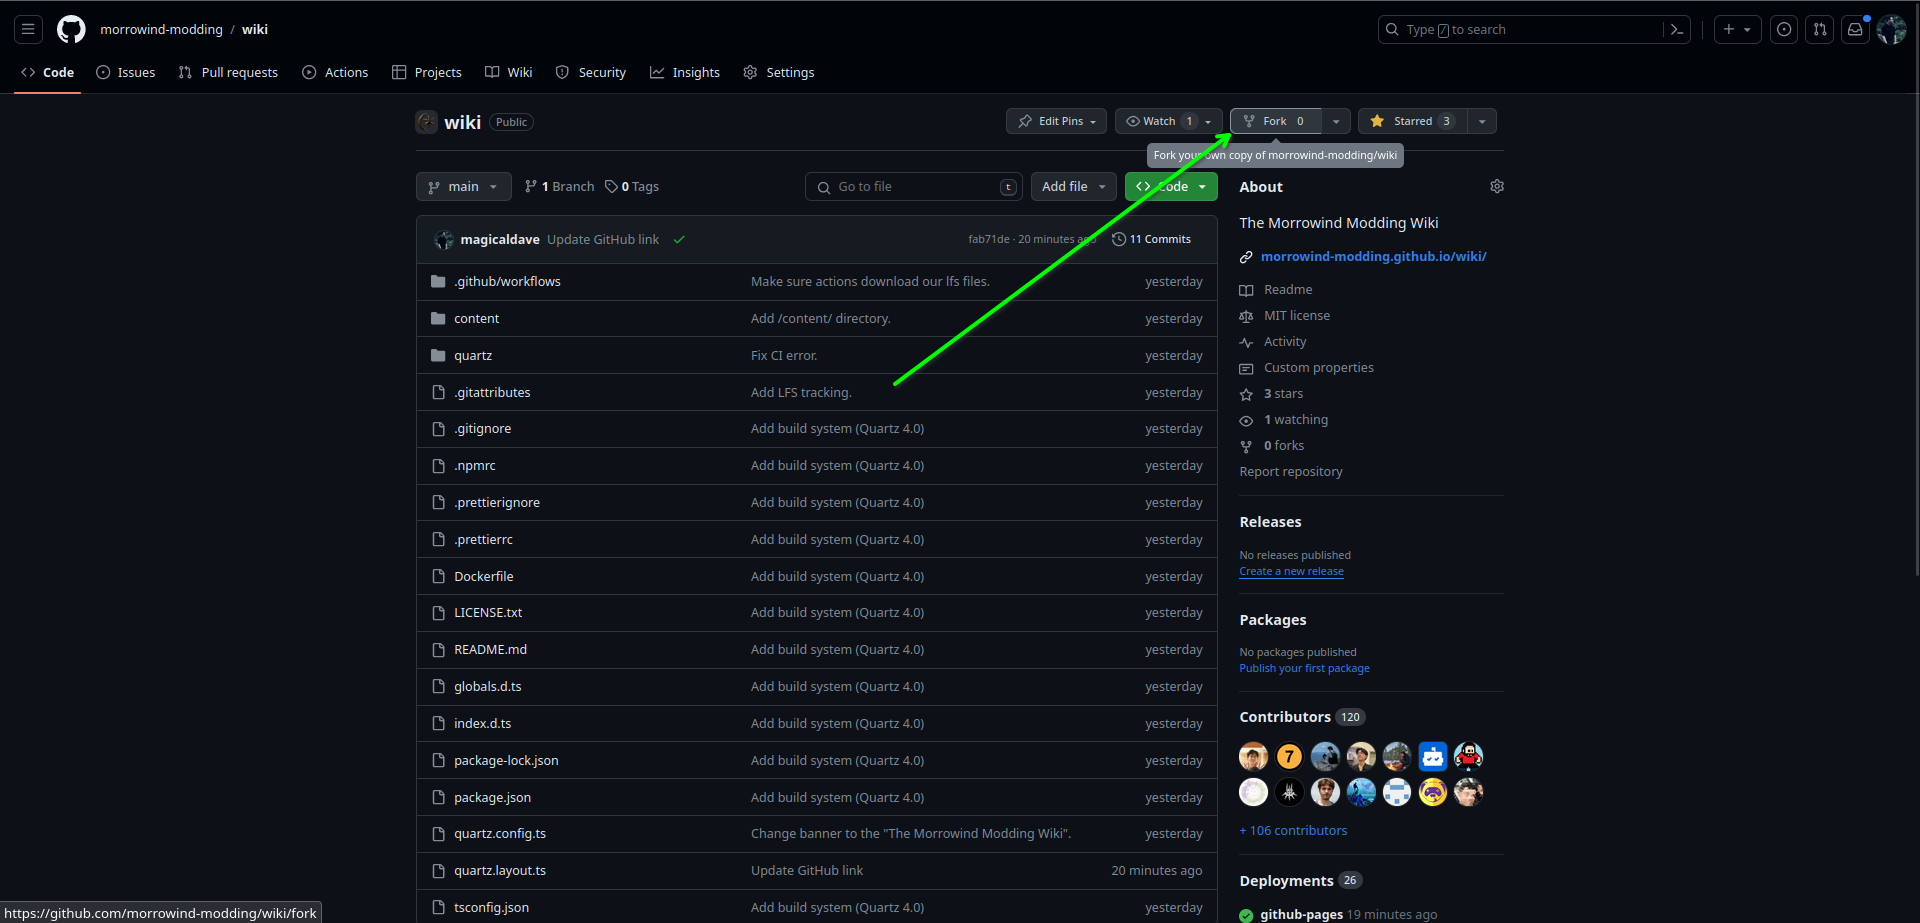 morrowind-modding / wiki
Type / to search
Code Issues Pull requests Actions Projects Wiki Security Insights Settings
wiki Public
Edit Pins Watch 1 Fork 0 Starred 3
Fork your own copy of morrowind-modding/wiki
main 1 Branch 0 Tags Go to file t Add file Code
magicaldave Update GitHub link fab71de · 20 minutes ago 11 Commits
.github/workflows Make sure actions download our lfs files. yesterday
content Add /content/ directory. yesterday
quartz Fix CI error. yesterday
.gitattributes Add LFS tracking. yesterday
.gitignore Add build system (Quartz 4.0) yesterday
.npmrc Add build system (Quartz 4.0) yesterday
.prettierignore Add build system (Quartz 4.0) yesterday
.prettierrc Add build system (Quartz 4.0) yesterday
Dockerfile Add build system (Quartz 4.0) yesterday
LICENSE.txt Add build system (Quartz 4.0) yesterday
README.md Add build system (Quartz 4.0) yesterday
globals.d.ts Add build system (Quartz 4.0) yesterday
index.d.ts Add build system (Quartz 4.0) yesterday
package-lock.json Add build system (Quartz 4.0) yesterday
package.json Add build system (Quartz 4.0) yesterday
quartz.config.ts Change banner to the "The Morrowind Modding Wiki". yesterday
quartz.layout.ts Update GitHub link 20 minutes ago
tsconfig.json Add build system (Quartz 4.0) yesterday
About
The Morrowind Modding Wiki
morrowind-modding.github.io/wiki/
Readme
MIT license
Activity
Custom properties
3 stars
1 watching
0 forks
Report repository
Releases
No releases published
Create a new release
Packages
No packages published
Publish your first package
Contributors 120
7
+ 106 contributors
Deployments 26
github-pages 19 minutes ago
https://github.com/morrowind-modding/wiki/fork